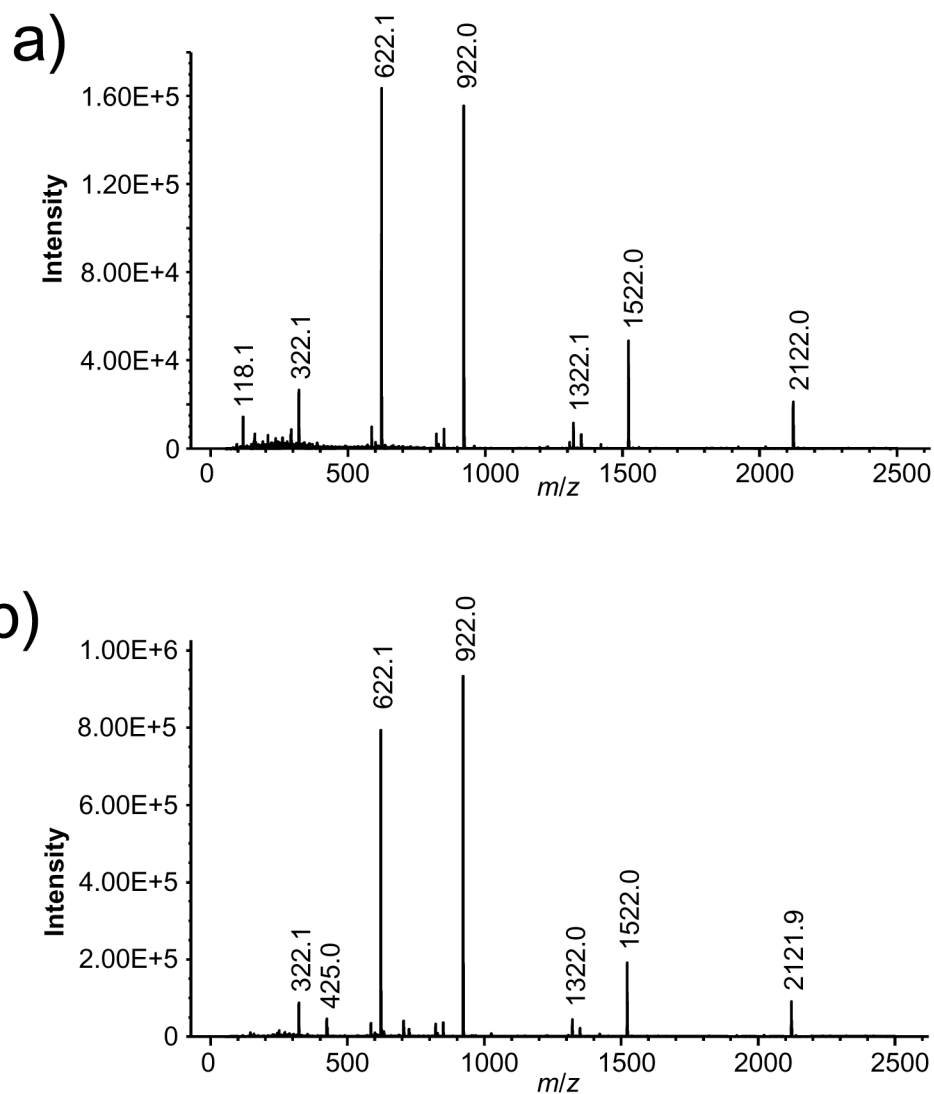 a)
622.1
922.0
1.60E+5
1.20E+5
Intensity
8.00E+4
1522.0
322.1
2122.0
118.1
1322.1
4.00E+4
0
0 500 1000 1500 2000 2500
m/z
b)
922.0
1.00E+6
622.1
8.00E+5
6.00E+5
Intensity
4.00E+5
1522.0
322.1
425.0
1322.0
2121.9
2.00E+5
0
0 500 1000 1500 2000 2500
m/z